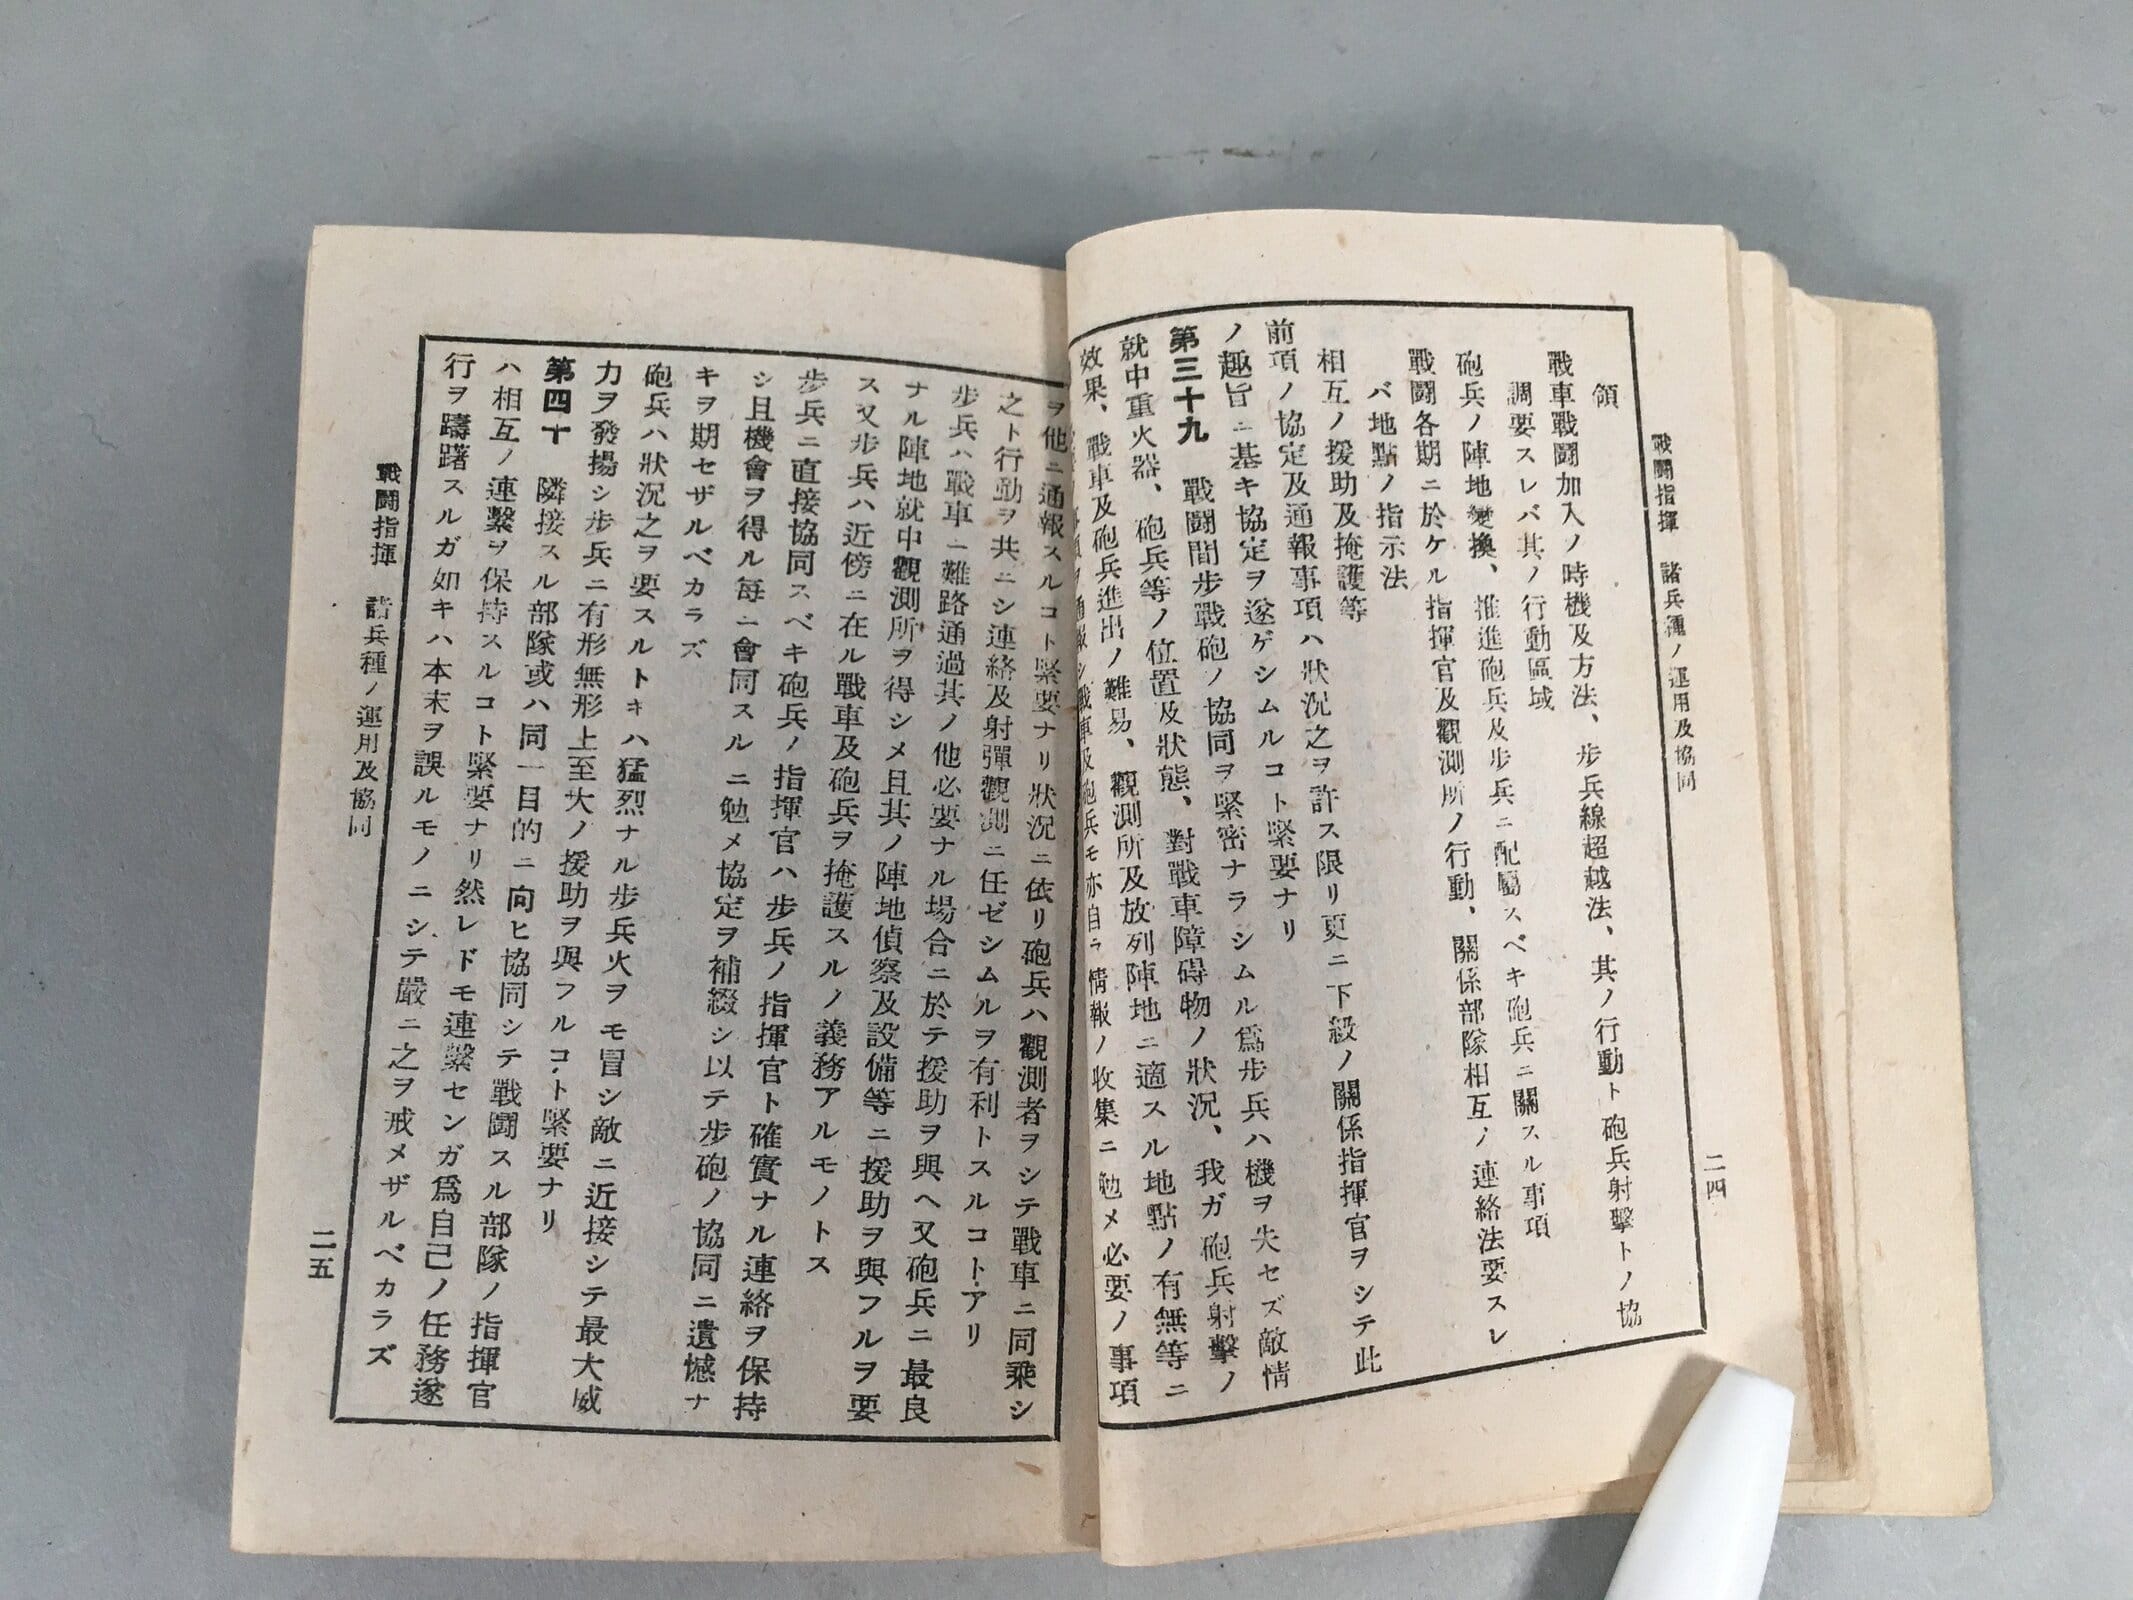 戰鬪指揮 諸兵種ノ運用及協同
二四
領
戰車戰鬪加入ノ時機及方法、步兵線超越法、其ノ行動ト砲兵射擊トノ協
調要スレバ其ノ行動區域
砲兵ノ陣地變換、推進砲兵及步兵ニ配屬スベキ砲兵ニ關スル事項
戰鬪各期ニ於ケル指揮官及觀測所ノ行動、關係部隊相互ノ連絡法要スレ
バ地點ノ指示法
相互ノ援助及掩護等
前項ノ協定及通報事項ハ狀況之ヲ許ス限リ更ニ下級ノ關係指揮官ヲシテ此
ノ趣旨ニ基キ協定ヲ遂ゲシムルコト緊要ナリ
第三十九 戰鬪間步戰砲ノ協同ヲ緊密ナラシムル爲步兵ハ機ヲ失セズ敵情
就中重火器、砲兵等ノ位置及狀態、對戰車障碍物ノ狀況、我ガ砲兵射擊ノ
效果、戰車及砲兵進出ノ難易、觀測所及放列陣地ニ適スル地點ノ有無等ニ
戰車及砲兵モ亦自ラ情報ノ收集ニ勉メ必要ノ事項
ヲ他ニ通報スルコト緊要ナリ狀況ニ依リ砲兵ハ觀測者ヲシテ戰車ニ同乘シ
之ト行動ヲ共ニシ連絡及射彈觀測ニ任ゼシムルヲ有利トスルコトアリ
步兵ハ戰車ニ難路通過其ノ他必要ナル場合ニ於テ援助ヲ與ヘ又砲兵ニ最良
ナル陣地就中觀測所ヲ得シメ且其ノ陣地偵察及設備等ニ援助ヲ與フルヲ要
ス又步兵ハ近傍ニ在ル戰車及砲兵ヲ掩護スルノ義務アルモノトス
步兵ニ直接協同スベキ砲兵ノ指揮官ハ步兵ノ指揮官ト確實ナル連絡ヲ保持
シ且機會ヲ得ル每ニ會同スルニ勉メ協定ヲ補綴シ以テ步砲ノ協同ニ遺憾ナ
キヲ期セザルベカラズ
砲兵ハ狀況之ヲ要スルトキハ猛烈ナル步兵火ヲモ冒シ敵ニ近接シテ最大威
力ヲ發揚シ步兵ニ有形無形上至大ノ援助ヲ與フルコト緊要ナリ
第四十 隣接スル部隊或ハ同一目的ニ向ヒ協同シテ戰鬪スル部隊ノ指揮官
ハ相互ノ連繫ヲ保持スルコト緊要ナリ然レドモ連繫センガ爲自己ノ任務遂
行ヲ躊躇スルガ如キハ本末ヲ誤ルモノニシテ嚴ニ之ヲ戒メザルベカラズ
戰鬪指揮 諸兵種ノ運用及協同
二五